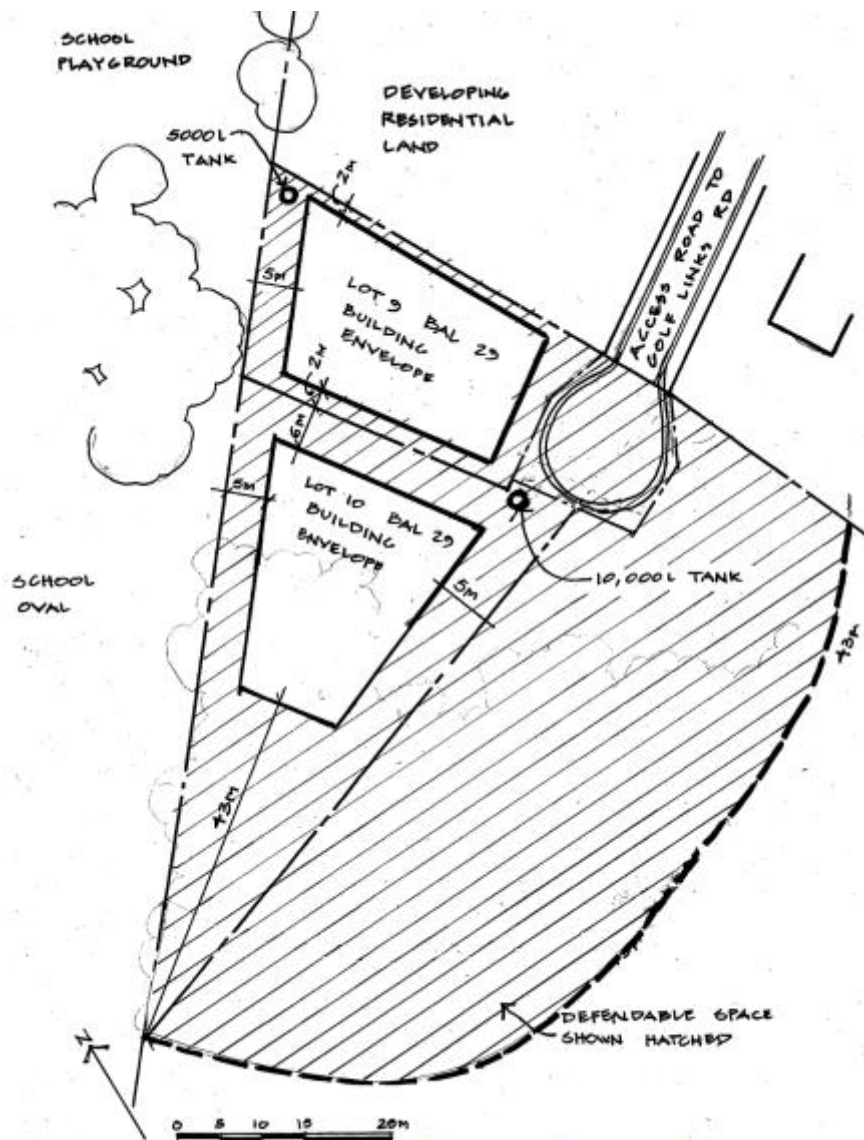 SCHOOL
PLAYGROUND
DEVELOPING
RESIDENTIAL
LAND
5000L
TANK
2M
ACCESS ROAD TO
GOLF LINKS RD
5M
LOT 9 BAL 29
BUILDING
ENVELOPE
2M
6M
LOT 10 BAL 29
BUILDING
ENVELOPE
5M
5M
10,000L TANK
SCHOOL
OVAL
43M
43M
DEFENDABLE SPACE
SHOWN HATCHED
N
0 5 10 15 25M